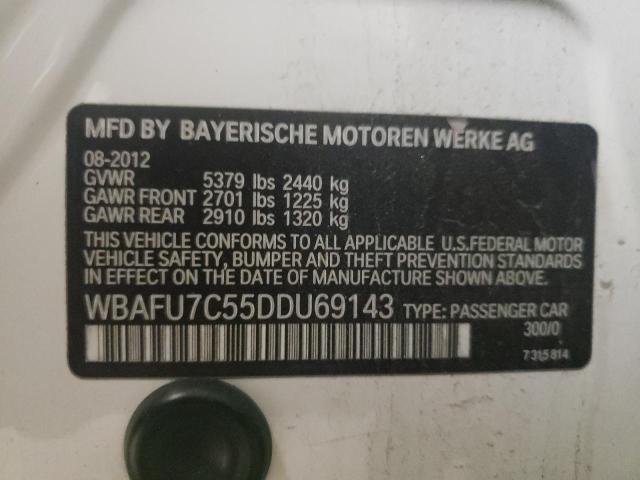 MFD BY BAYERISCHE MOTOREN WERKE AG
08-2012
GVWR 5379 lbs 2440 kg
GAWR FRONT 2701 lbs 1225 kg
GAWR REAR 2910 lbs 1320 kg
THIS VEHICLE CONFORMS TO ALL APPLICABLE U.S.FEDERAL MOTOR
VEHICLE SAFETY, BUMPER AND THEFT PREVENTION STANDARDS
IN EFFECT ON THE DATE OF MANUFACTURE SHOWN ABOVE.
WBAFU7C55DDU69143 TYPE: PASSENGER CAR
300/0
7315814